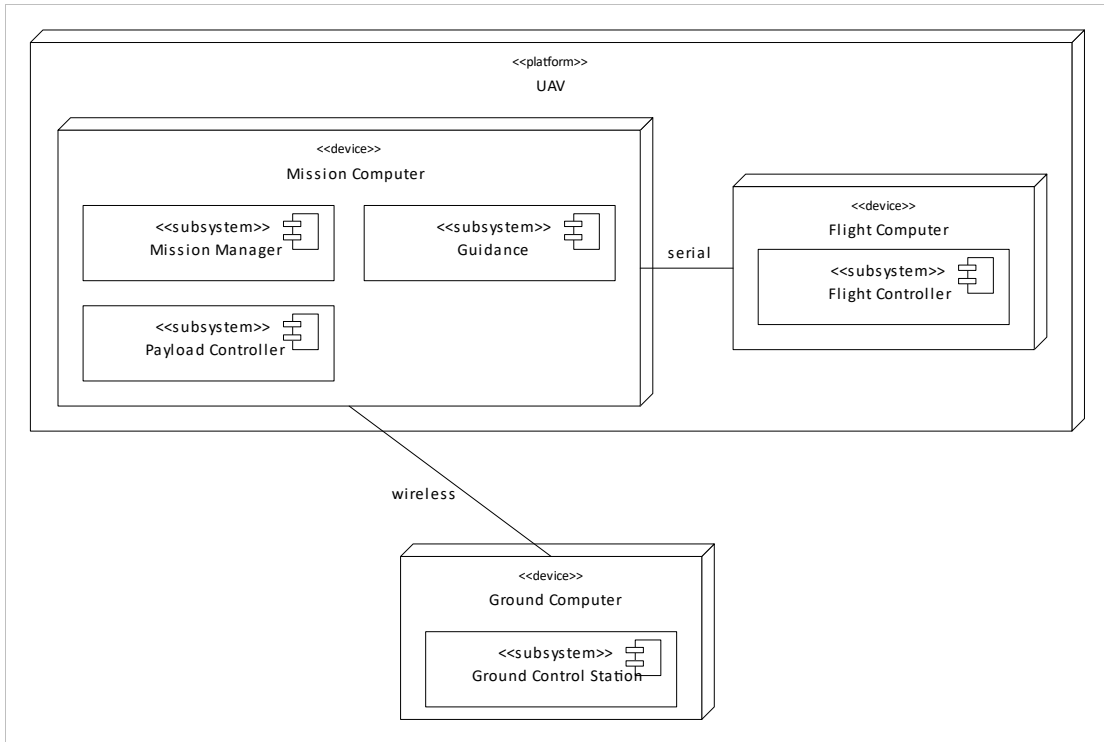 <<platform>>
UAV
<<device>>
Mission Computer
<<subsystem>>
Mission Manager
<<subsystem>>
Guidance
<<subsystem>>
Payload Controller
serial
<<device>>
Flight Computer
<<subsystem>>
Flight Controller
wireless
<<device>>
Ground Computer
<<subsystem>>
Ground Control Station